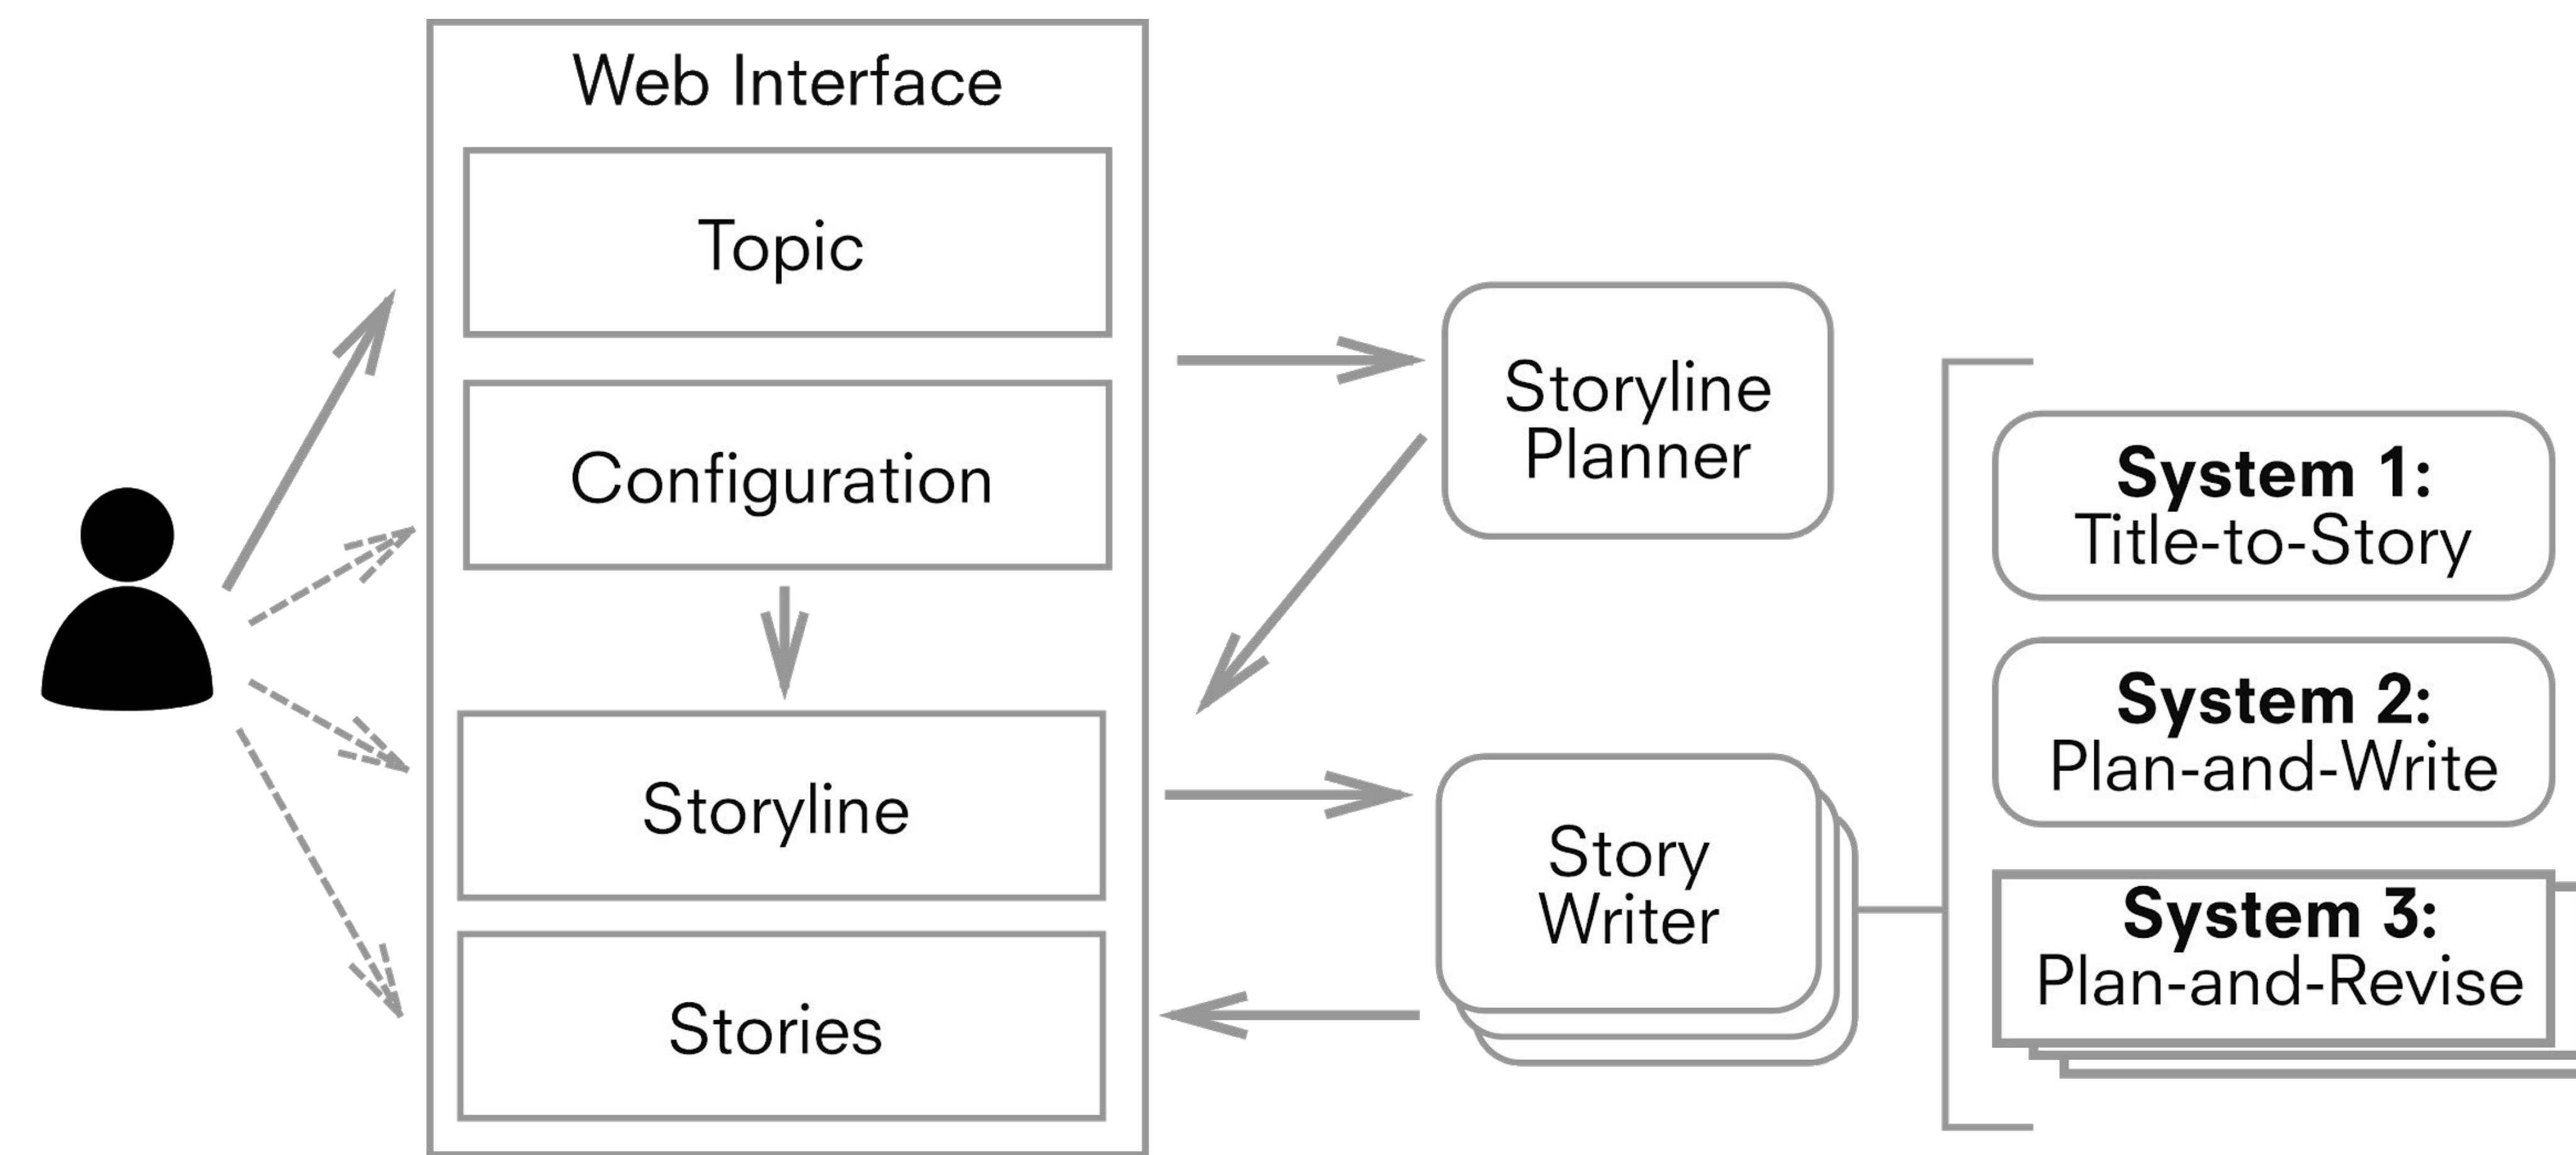 Web Interface
Topic
Configuration
Storyline
Stories
Storyline
Planner
Story
Writer
System 1:
Title-to-Story
System 2:
Plan-and-Write
System 3:
Plan-and-Revise